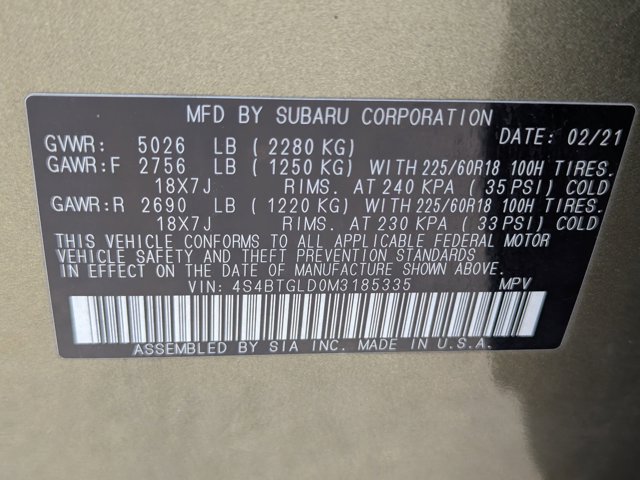 MFD BY SUBARU CORPORATION
DATE: 02/21
GVWR: 5026 LB ( 2280 KG)
GAWR:F 2756 LB ( 1250 KG) WITH 225/60R18 100H TIRES.
18X7J RIMS. AT 240 KPA ( 35 PSI) COLD
GAWR:R 2690 LB ( 1220 KG) WITH 225/60R18 100H TIRES.
18X7J RIMS. AT 230 KPA ( 33 PSI) COLD
THIS VEHICLE CONFORMS TO ALL APPLICABLE FEDERAL MOTOR
VEHICLE SAFETY AND THEFT PREVENTION STANDARDS
IN EFFECT ON THE DATE OF MANUFACTURE SHOWN ABOVE.
VIN: 4S4BTGLD0M3185335 MPV
ASSEMBLED BY SIA INC. MADE IN U.S.A.